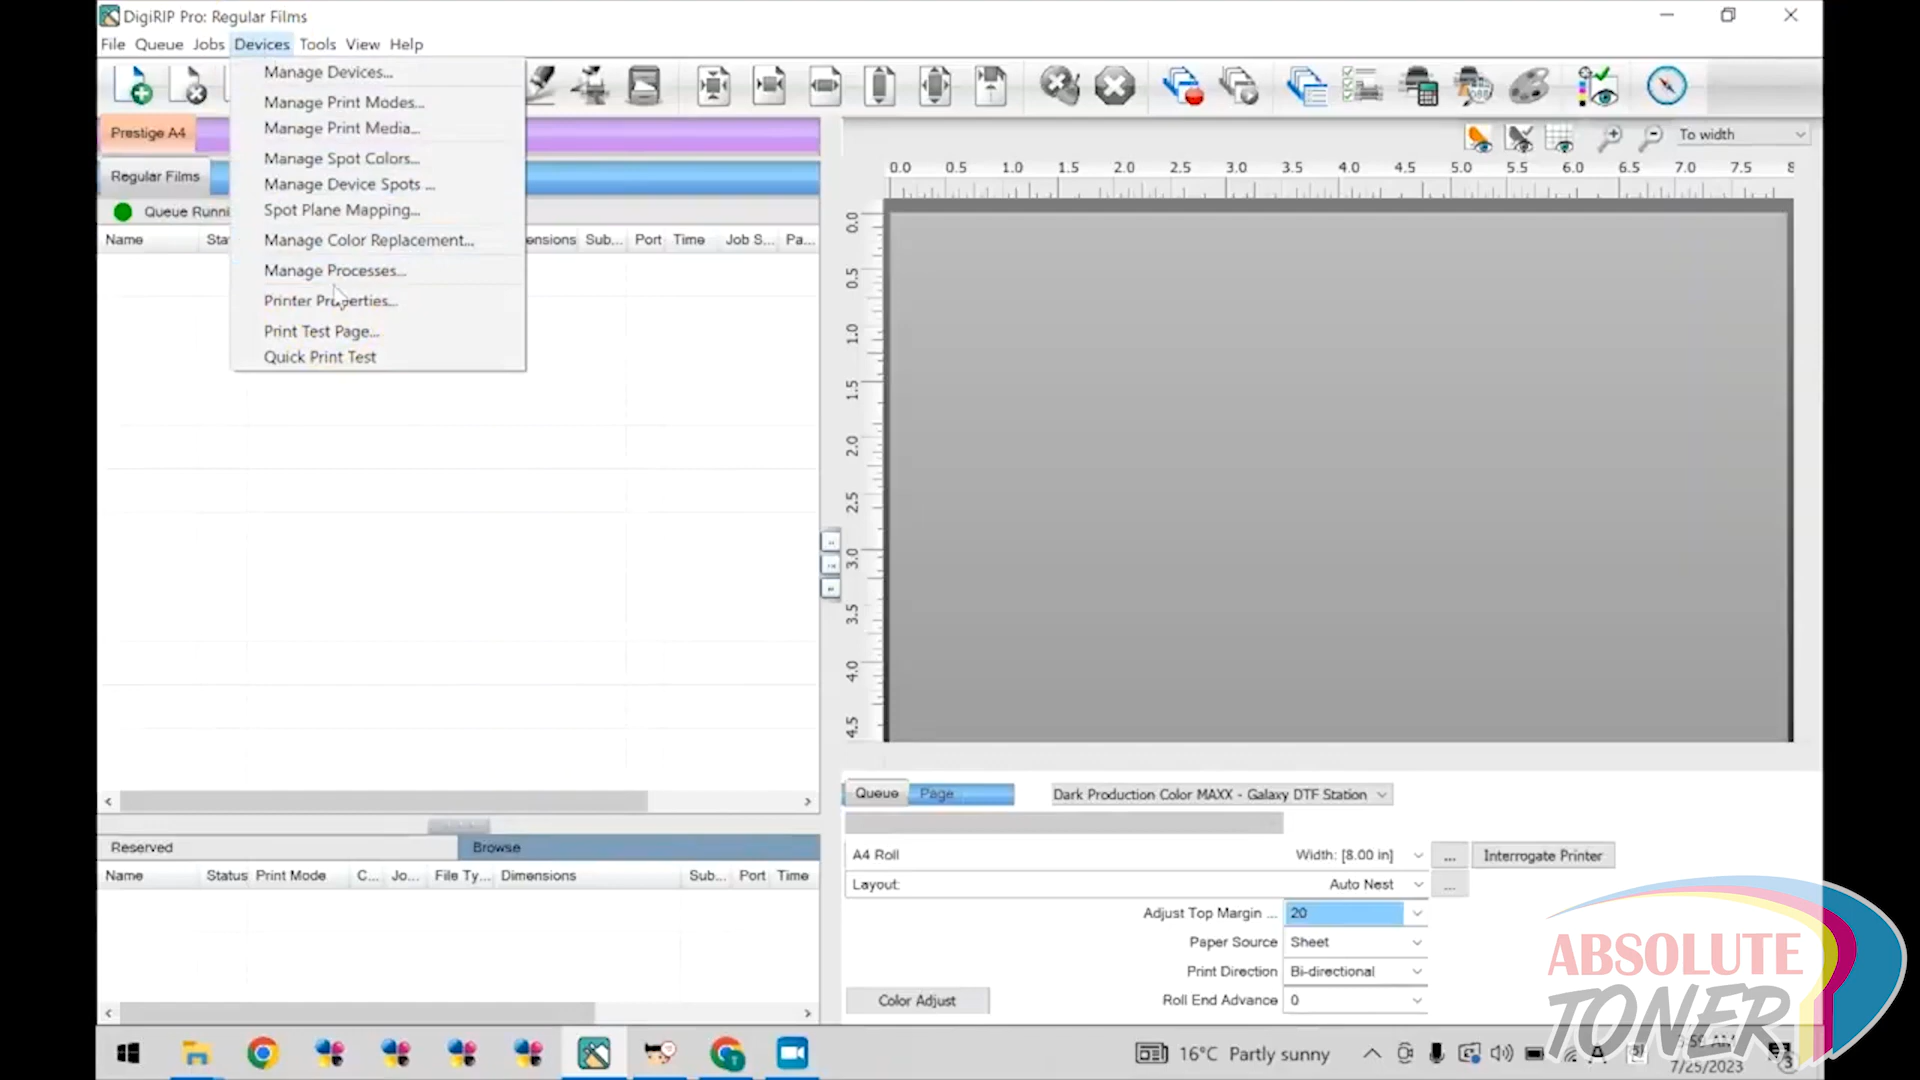 DigiRIP Pro: Regular Films
File Queue Jobs Devices Tools View Help
Manage Devices...
Manage Print Modes...
Manage Print Media...
Manage Spot Colors...
Manage Device Spots ...
Spot Plane Mapping...
Manage Color Replacement...
Manage Processes...
Printer Properties...
Print Test Page...
Quick Print Test
Prestige A4
Regular Films
Queue Runni
Name Sta ensions Sub... Port Time Job S... Pa...
To width
0.0 0.5 1.0 1.5 2.0 2.5 3.0 3.5 4.0 4.5 5.0 5.5 6.0 6.5 7.0 7.5 8
0.0
0.5
1.0
1.5
2.0
2.5
3.0
3.5
4.0
4.5
Reserved Browse
Name Status Print Mode C... Jo... File Ty... Dimensions Sub... Port Time
Queue Page Dark Production Color MAXX - Galaxy DTF Station
A4 Roll Width: [8.00 in] ... Interrogate Printer
Layout: Auto Nest ...
Adjust Top Margin ... 20
Paper Source Sheet
Print Direction Bi-directional
Color Adjust Roll End Advance 0
16°C Partly sunny
7/25/2023
3
ABSOLUTE
TONER